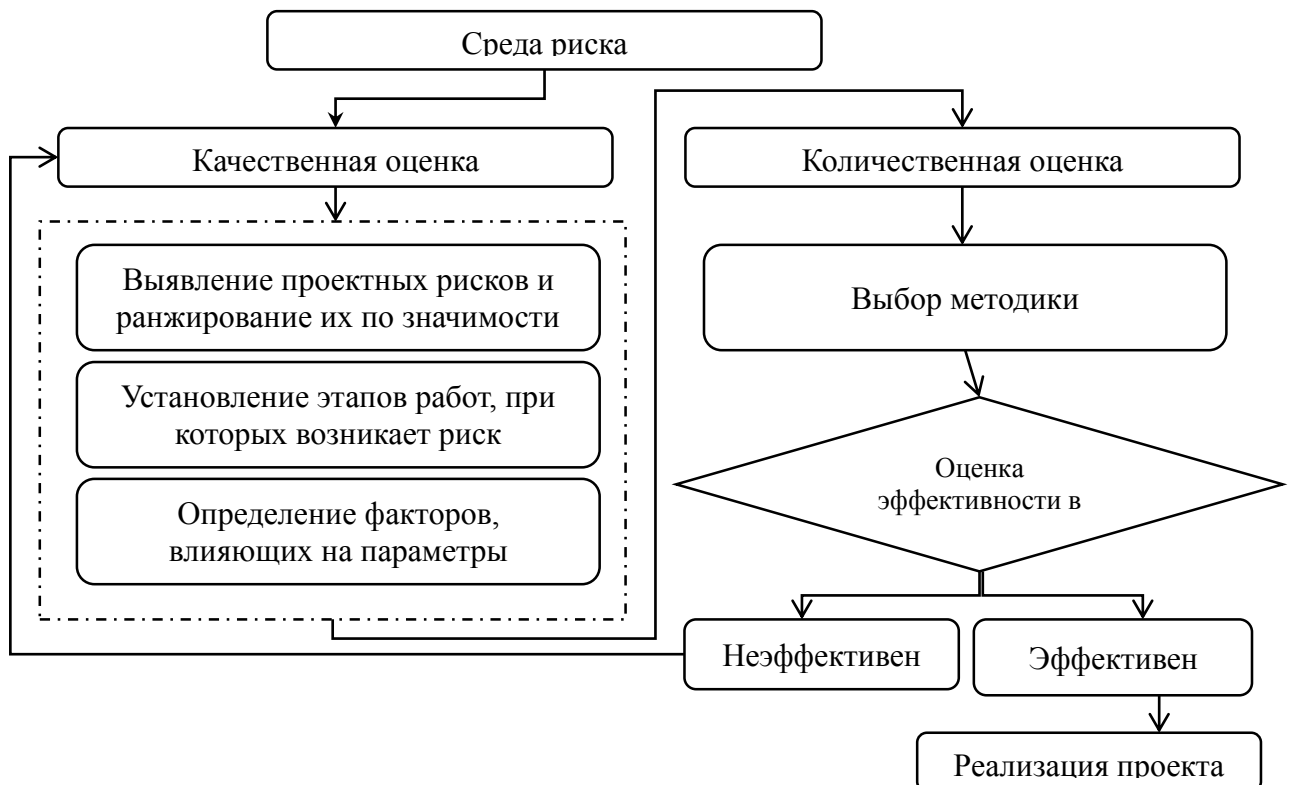 Среда риска
Качественная оценка
Выявление проектных рисков и
ранжирование их по значимости
Установление этапов работ, при
которых возникает риск
Определение факторов,
влияющих на параметры
Количественная оценка
Выбор методики
Оценка
эффективности в
Неэффективен
Эффективен
Реализация проекта